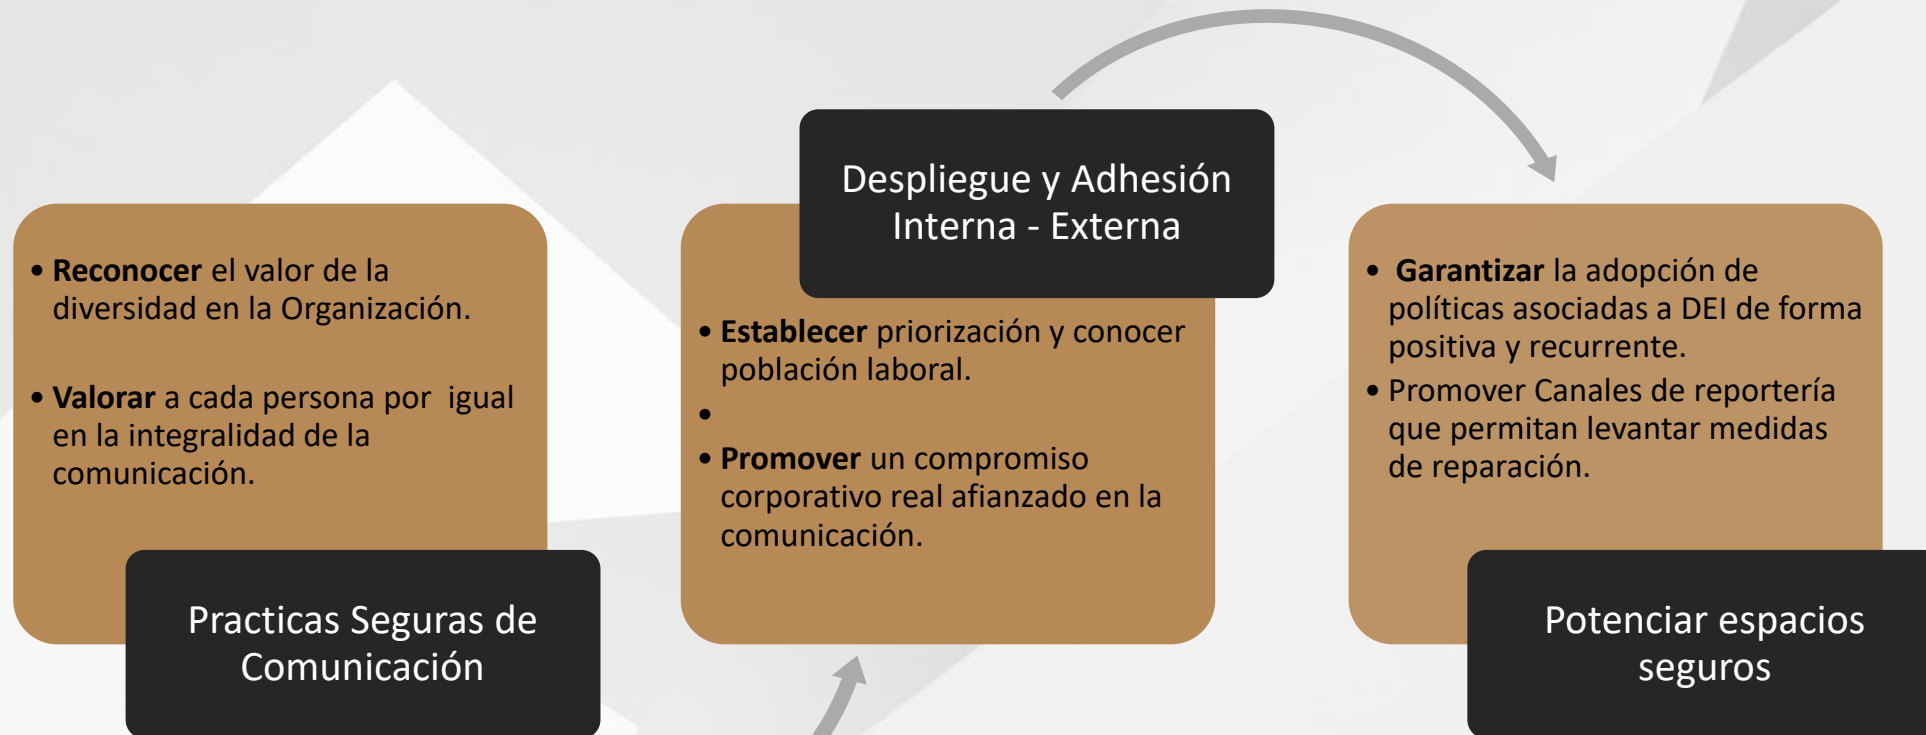 • Reconocer el valor de la
diversidad en la Organización.
• Valorar a cada persona por igual
en la integralidad de la
comunicación.
Practicas Seguras de
Comunicación
Despliegue y Adhesión
Interna - Externa
• Establecer priorización y conocer
población laboral.
•
• Promover un compromiso
corporativo real afianzado en la
comunicación.
• Garantizar la adopción de
políticas asociadas a DEI de forma
positiva y recurrente.
• Promover Canales de reportería
que permitan levantar medidas
de reparación.
Potenciar espacios
seguros